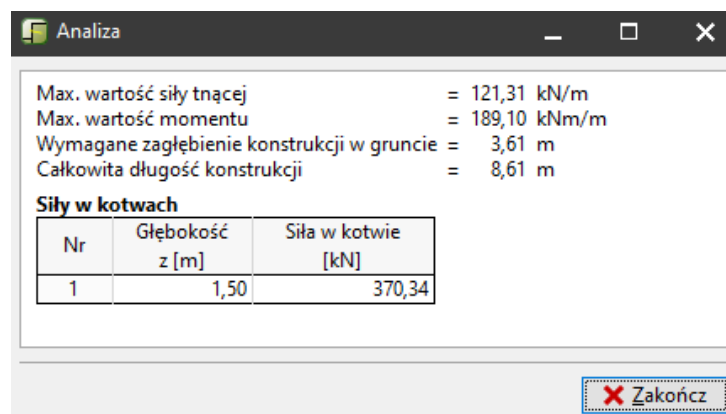 Analiza
Max. wartość siły tnącej = 121,31 kN/m
Max. wartość momentu = 189,10 kNm/m
Wymagane zagłębienie konstrukcji w gruncie = 3,61 m
Całkowita długość konstrukcji = 8,61 m
Siły w kotwach
Nr Głębokość z [m] Siła w kotwie [kN]
1 1,50 370,34
Zakończ